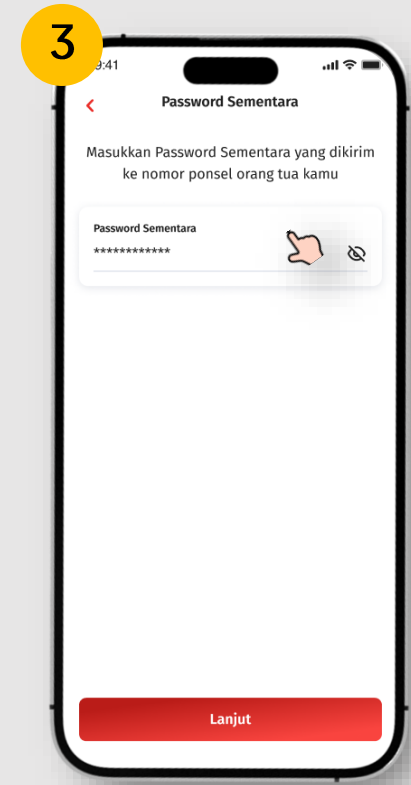 3
9:41
Password Sementara
Masukkan Password Sementara yang dikirim
ke nomor ponsel orang tua kamu
Password Sementara
************
Lanjut